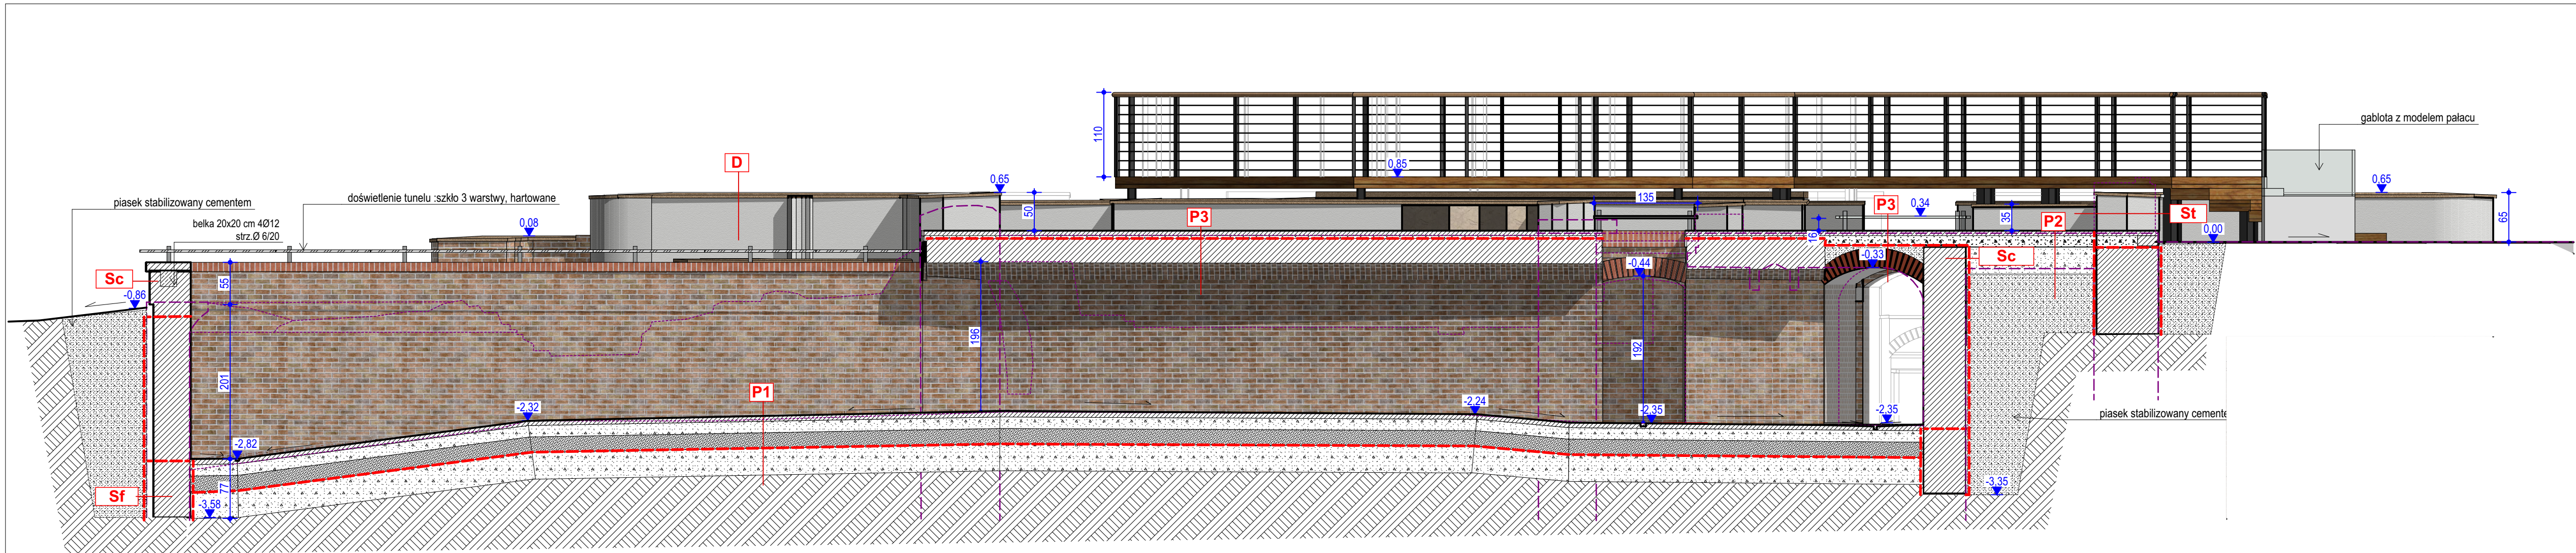 110
0,85
gablota z modelem pałacu
D
0,65
0,65
doświetlenie tunelu :szkło 3 warstwy, hartowane
piasek stabilizowany cementem
belka 20x20 cm 4Ø12
strz.Ø 6/20
0,08
50
P3
135
0,34
P3
35
P2
St
65
16
0,00
Sc
-0,86
55
-0,44
-0,33
Sc
196
192
201
P1
-2,32
-2,24
-2,35
-2,35
piasek stabilizowany cemente
-2,82
77
Sf
-3,58
-3,35